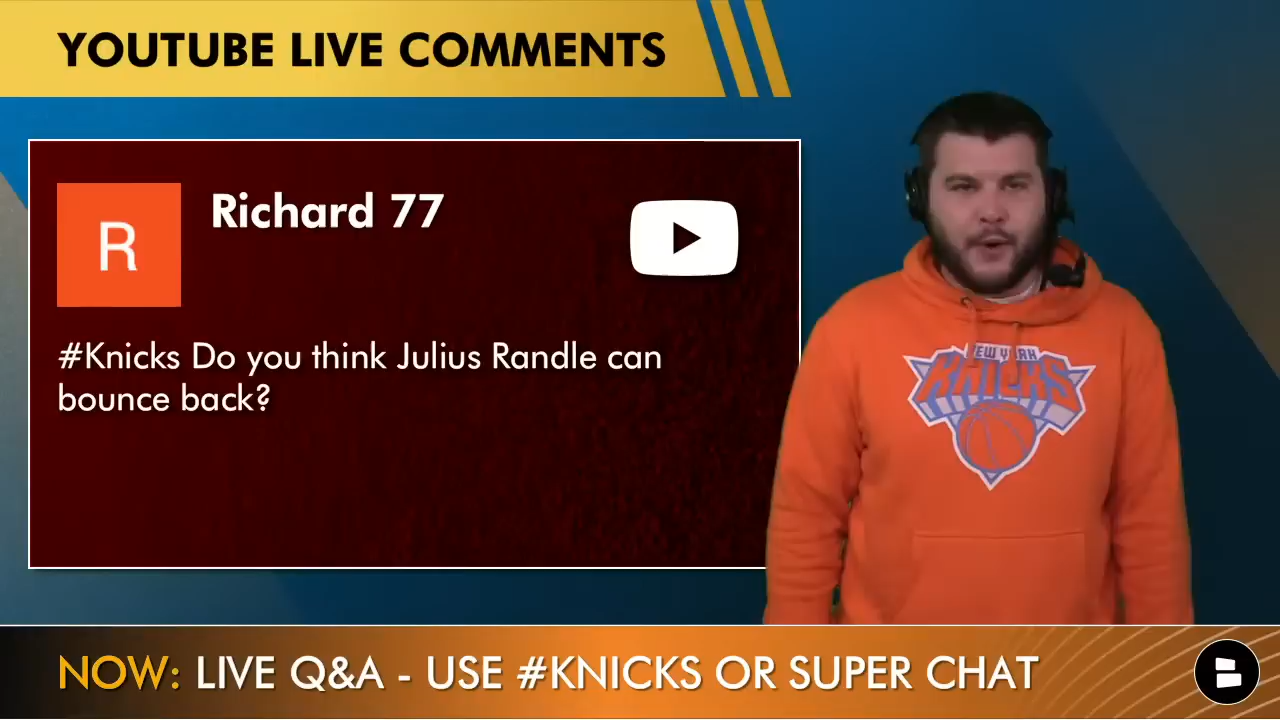 YOUTUBE LIVE COMMENTS
R
Richard 77
#Knicks Do you think Julius Randle can
bounce back?
NEW YORK
KNICKS
NOW: LIVE Q&A - USE #KNICKS OR SUPER CHAT